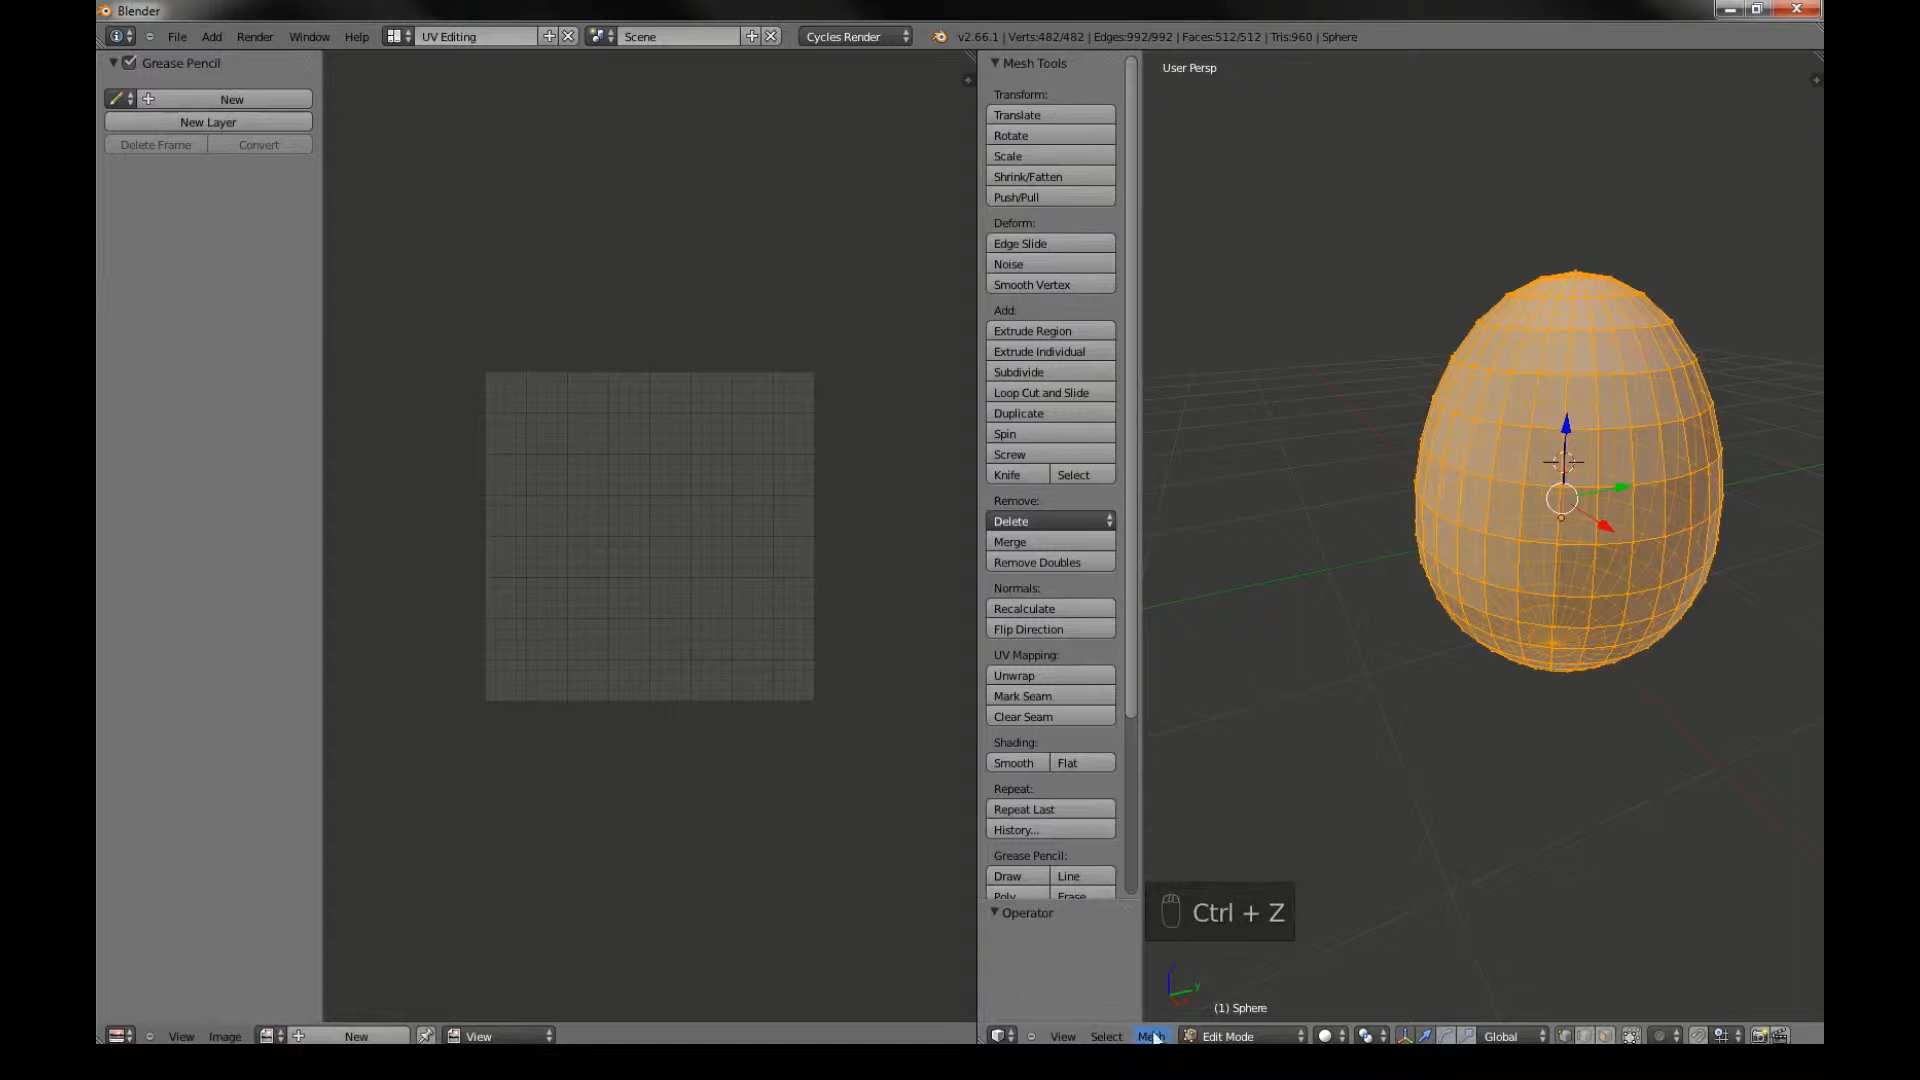 Blender
File Add Render Window Help UV Editing Scene Cycles Render v2.66.1 | Verts:482/482 | Edges:992/992 | Faces:512/512 | Tris:960 | Sphere
Grease Pencil
New
New Layer
Delete Frame Convert
Mesh Tools
Transform:
Translate
Rotate
Scale
Shrink/Fatten
Push/Pull
Deform:
Edge Slide
Noise
Smooth Vertex
Add:
Extrude Region
Extrude Individual
Subdivide
Loop Cut and Slide
Duplicate
Spin
Screw
Knife Select
Remove:
Delete
Merge
Remove Doubles
Normals:
Recalculate
Flip Direction
UV Mapping:
Unwrap
Mark Seam
Clear Seam
Shading:
Smooth Flat
Repeat:
Repeat Last
History...
Grease Pencil:
Draw Line
Poly Erase
Operator
User Persp
Ctrl + Z
z
y
(1) Sphere
View Image New View
View Select Mesh Edit Mode Global